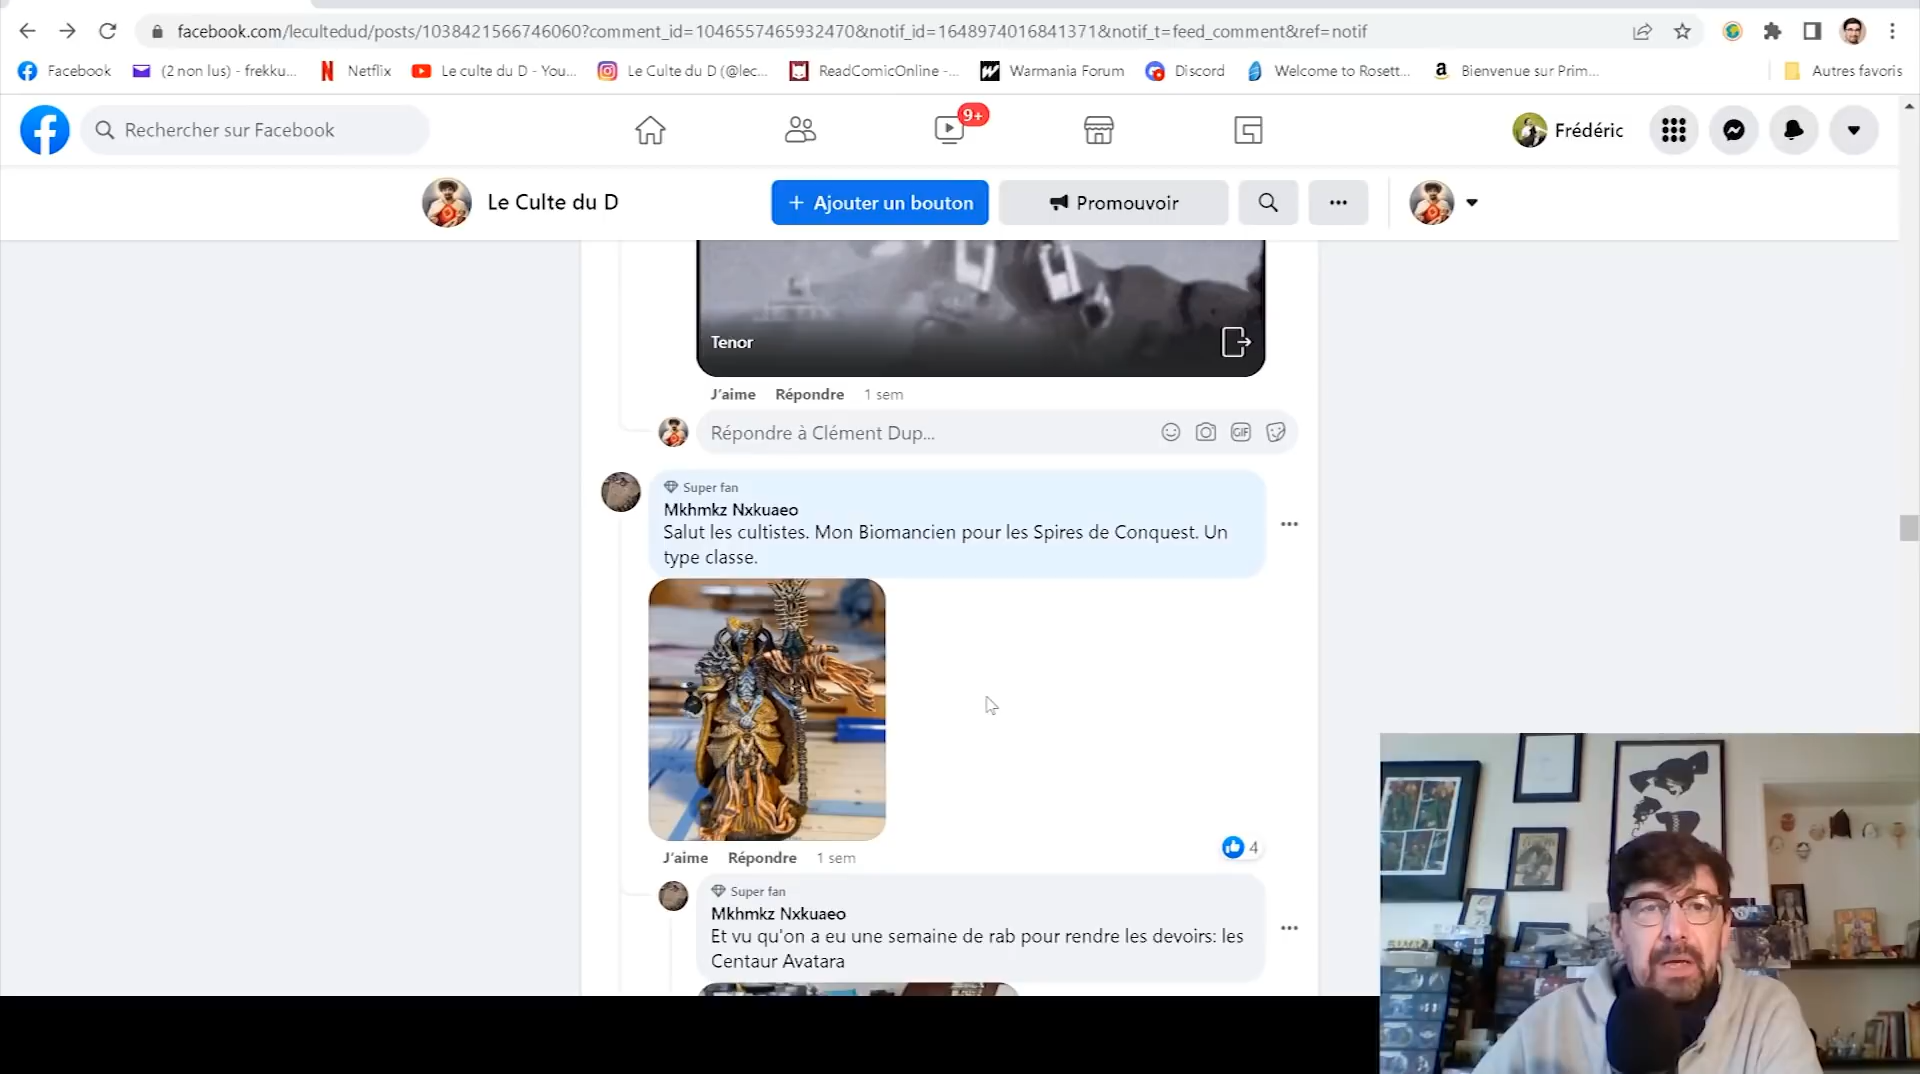 facebook.com/lecultedud/posts/1038421566746060?comment_id=1046557465932470&notif_id=1648974016841371&notif_t=feed_comment&ref=notif
Facebook
(2 non lus) - frekku...
Netflix
Le culte du D - You...
Le Culte du D (@lec...
ReadComicOnline -...
Warmania Forum
Discord
Welcome to Rosett...
Bienvenue sur Prim...
Autres favoris
Rechercher sur Facebook
9+
Frédéric
Le Culte du D
+ Ajouter un bouton
Promouvoir
Tenor
J'aime Répondre 1 sem
Répondre à Clément Dup...
GIF
Super fan
Mkhmkz Nxkuaeo
Salut les cultistes. Mon Biomancien pour les Spires de Conquest. Un
type classe.
J'aime Répondre 1 sem
4
Super fan
Mkhmkz Nxkuaeo
Et vu qu'on a eu une semaine de rab pour rendre les devoirs: les
Centaur Avatara